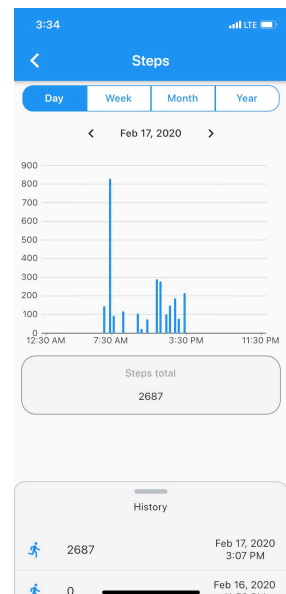 3:34 LTE
Steps
Day Week Month Year
Feb 17, 2020
900
800
700
600
500
400
300
200
100
0
12:30 AM 7:30 AM 3:30 PM 11:30 PM
Steps total
2687
History
2687 Feb 17, 2020
3:07 PM
0 Feb 16, 2020